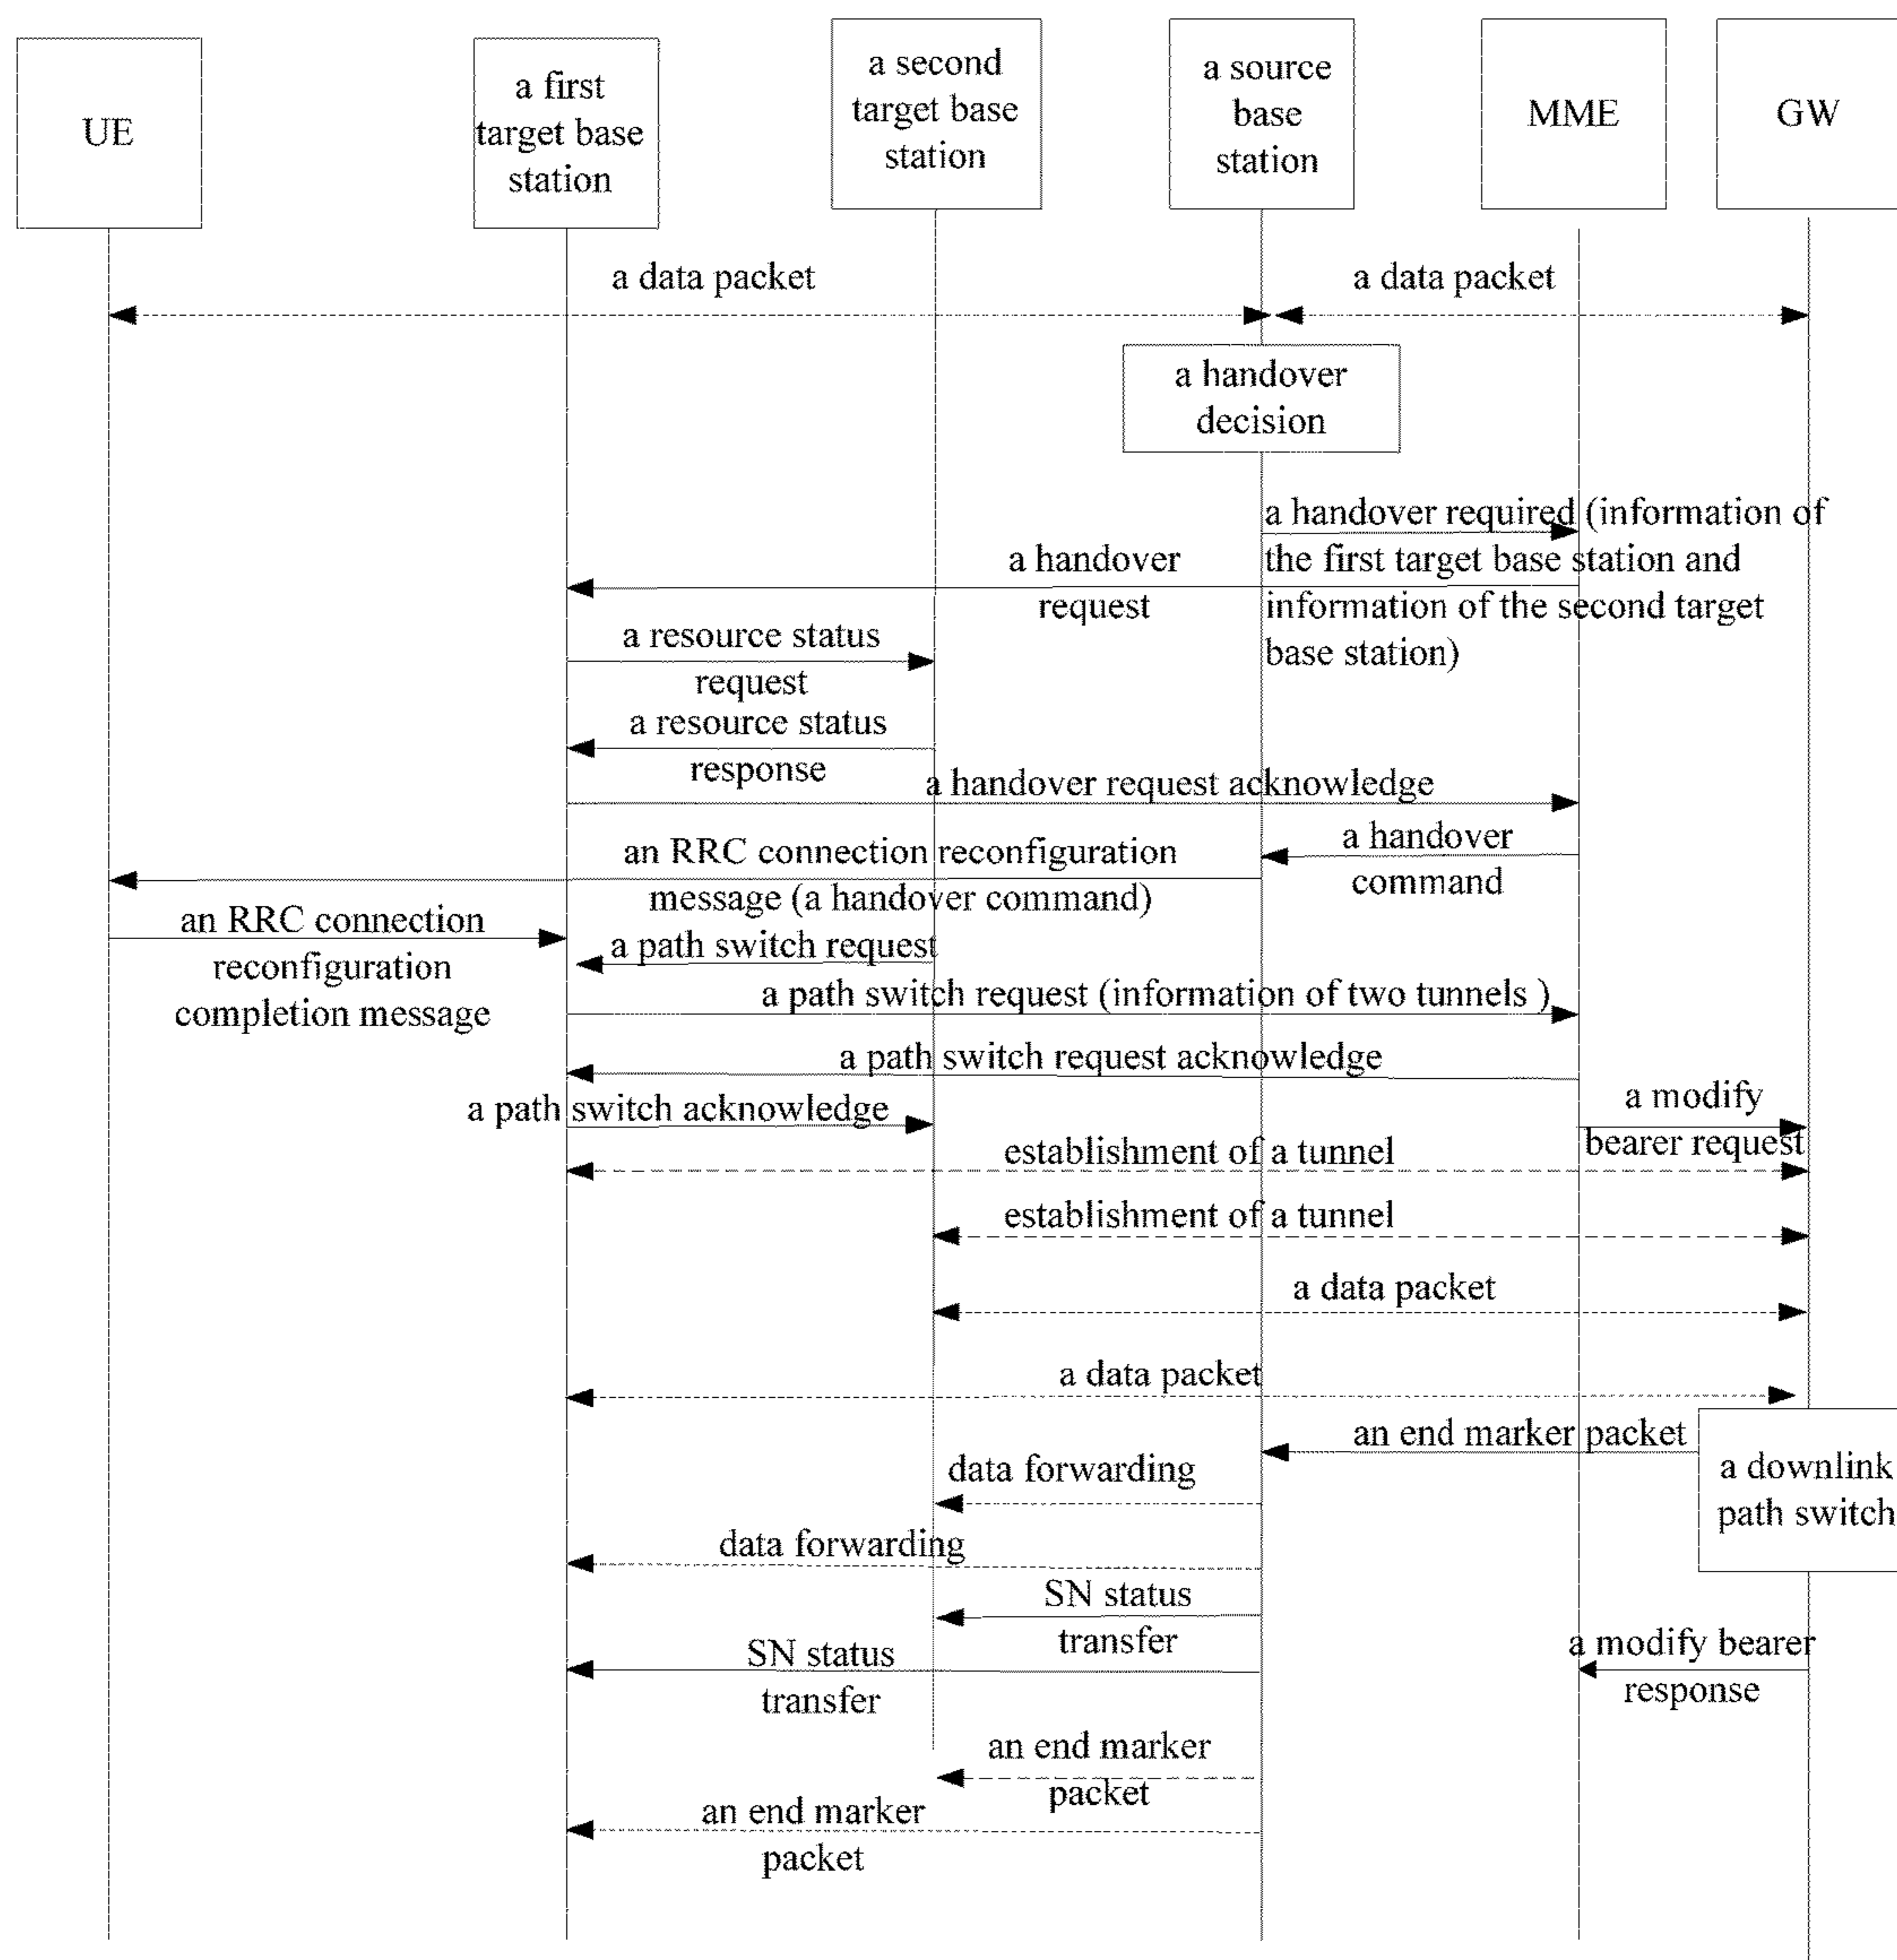 UE
a first
target base
station
a second
target base
station
a source
base
station
MME
GW
a data packet
a data packet
a handover
decision
a handover required (information of
the first target base station and
information of the second target
base station)
a handover
request
a resource status
request
a resource status
response
a handover request acknowledge
a handover
command
an RRC connection reconfiguration
message (a handover command)
an RRC connection
reconfiguration
completion message
a path switch request
a path switch request (information of two tunnels )
a path switch request acknowledge
a path switch acknowledge
a modify
bearer request
establishment of a tunnel
establishment of a tunnel
a data packet
a data packet
an end marker packet
a downlink
path switch
data forwarding
data forwarding
SN status
transfer
SN status
transfer
a modify bearer
response
an end marker
packet
an end marker
packet